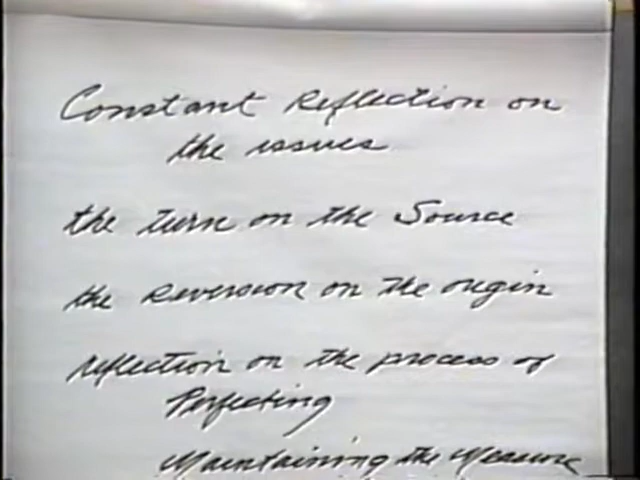 Constant Reflection on
the issues
the turn on the Source
the Reversion on the origin
reflection on the process of
Perfecting
Maintaining the Measure